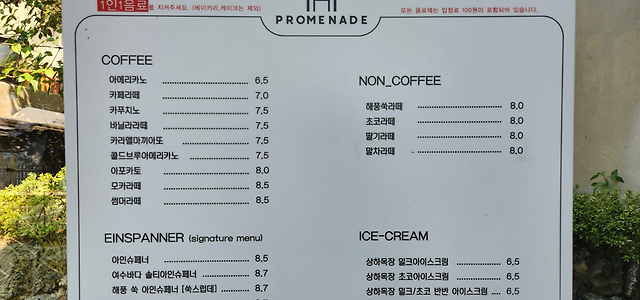 1인1음료를 지켜주세요. (베이커리,케이크는 제외)
모든 음료에는 입장료 100원이 포함되어 있습니다.
PROMENADE
COFFEE
아메리카노 6,5
카페라떼 7,0
카푸치노 7,5
바닐라라떼 7,5
카라멜마끼아또 7,5
콜드브루아메리카노 7,5
아포카토 8,0
모카라떼 8,5
썸머라떼 8,5
NON_COFFEE
해풍쑥라떼 8,0
초코라떼 8,0
딸기라떼 8,0
말차라떼 8,0
EINSPANNER (signature menu)
아인슈페너 8,5
여수바다 솔티아인슈페너 8,7
해풍 쑥 아인슈페너 [쑥스럽데] 8,7
ICE-CREAM
상하목장 밀크아이스크림 6,5
상하목장 초코아이스크림 6,5
상하목장 밀크/초코 반반 아이스크림 6,5